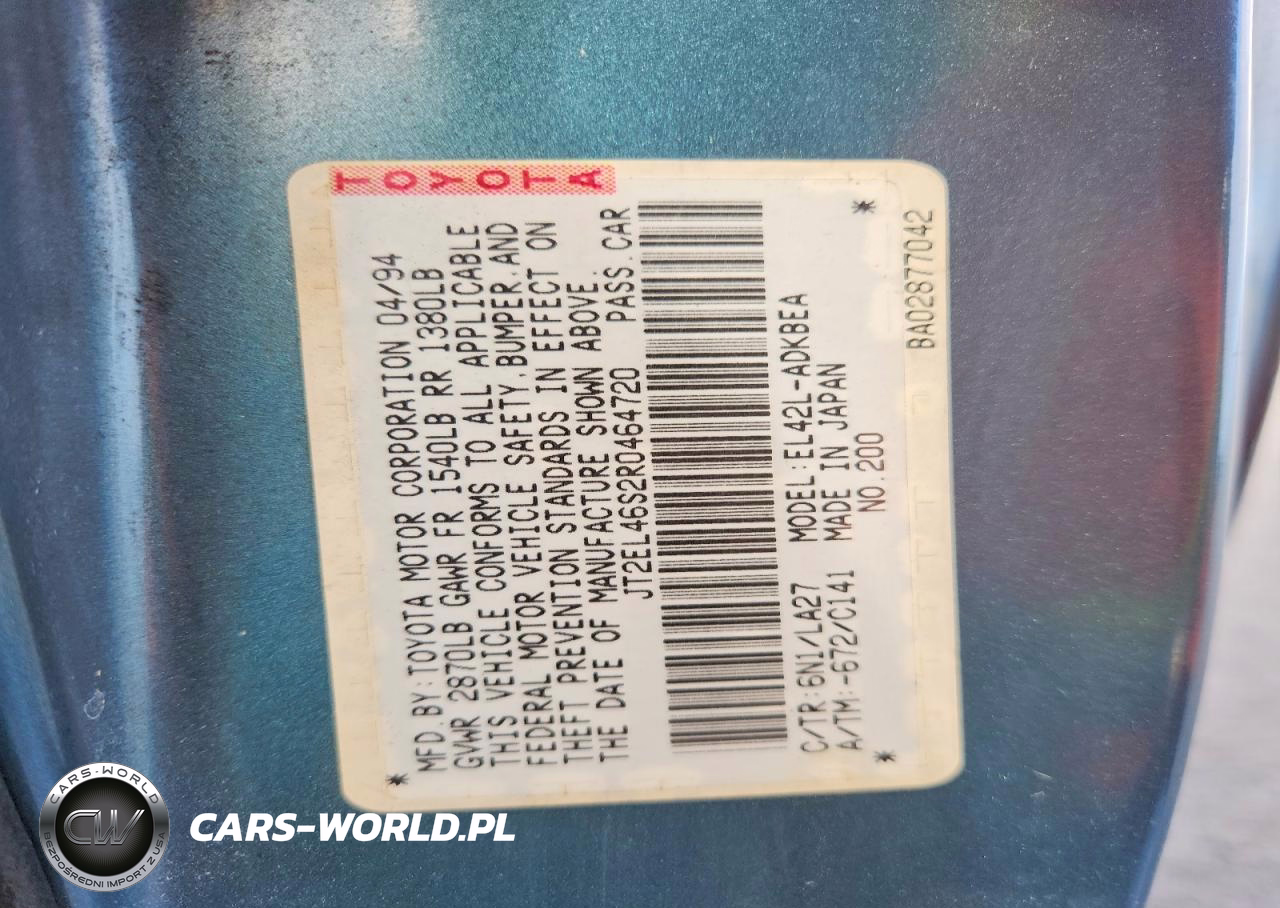 TOYOTA
MFD.BY:TOYOTA MOTOR CORPORATION 04/94
GVWR 2870LB GAWR FR 1540LB RR 1380LB
THIS VEHICLE CONFORMS TO ALL APPLICABLE
FEDERAL MOTOR VEHICLE SAFETY,BUMPER,AND
THEFT PREVENTION STANDARDS IN EFFECT ON
THE DATE OF MANUFACTURE SHOWN ABOVE.
JT2EL46S2R0464720 PASS.CAR
C/TR:6N1/LA27 MODEL:EL42L-ADKBEA
A/TM:-672/C141 MADE IN JAPAN
NO.200
BA02877042
CARS-WORLD
CW
BEZPOŚREDNI IMPORT Z USA
CARS-WORLD.PL